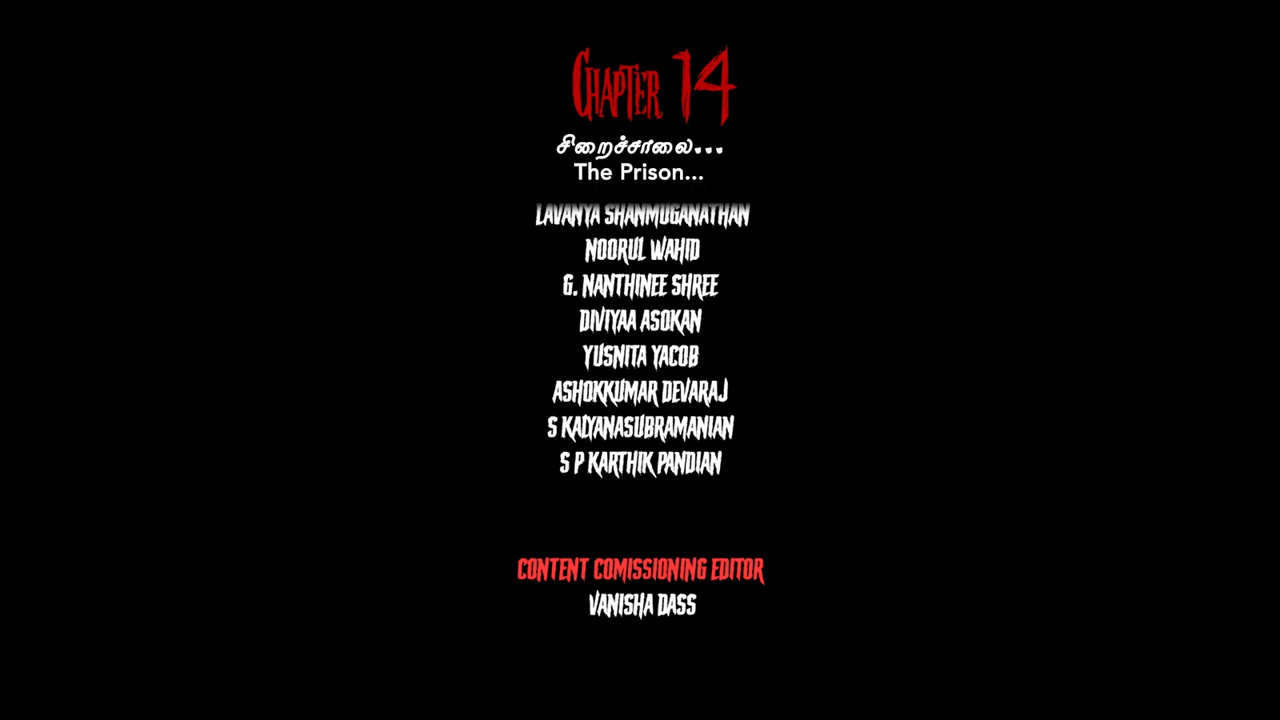 CHAPTER 14
சிறைச்சாலை...
The Prison...
LAVANYA SHANMUGANATHAN
NOORUL WAHID
G. NANTHINEE SHREE
DIVIYAA ASOKAN
YUSNITA YACOB
ASHOKKUMAR DEVARAJ
S KALYANASUBRAMANIAN
S P KARTHIK PANDIAN
CONTENT COMISSIONING EDITOR
VANISHA DASS